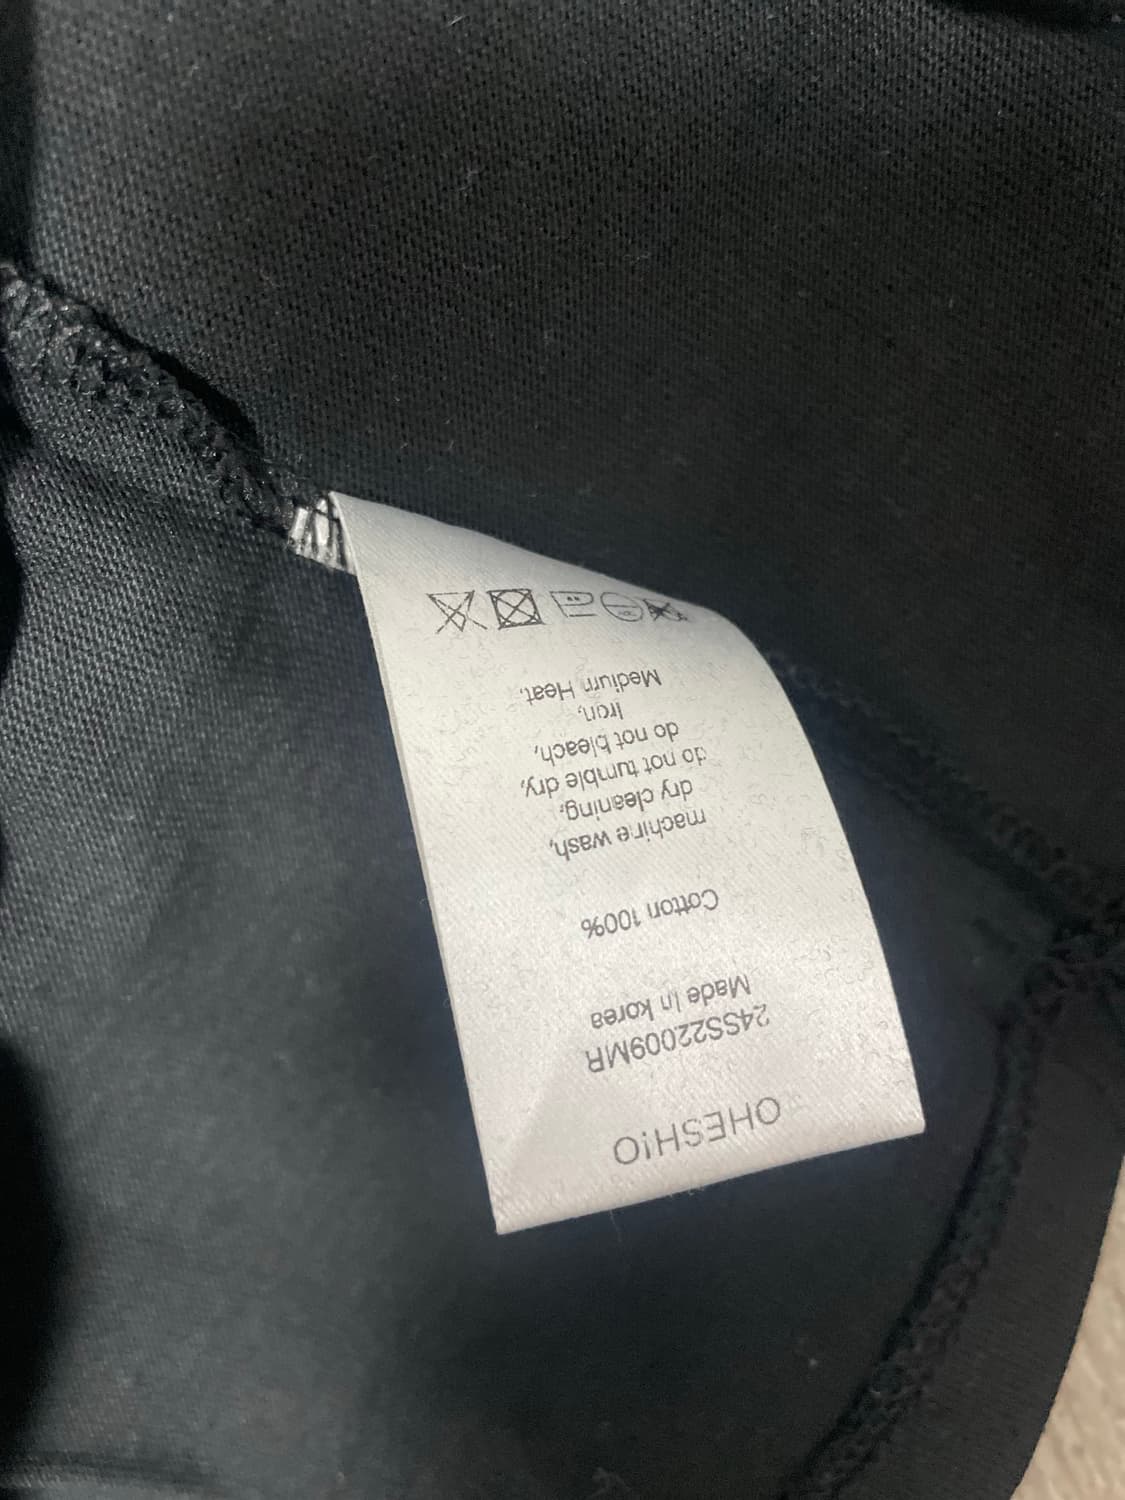 OHESH!O
24SS22009MR
Made In korea
Cotton 100%
machine wash,
dry cleaning,
do not tumble dry,
do not bleach,
Iron,
Medium Heat.